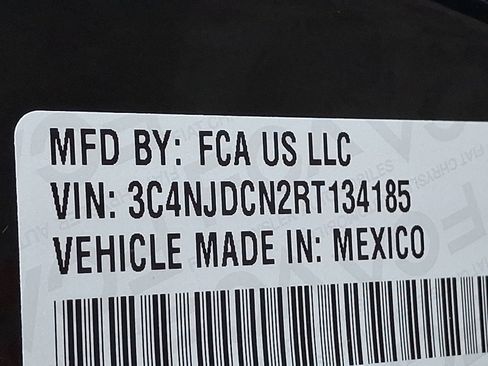 MFD BY: FCA US LLC
VIN: 3C4NJDCN2RT134185
VEHICLE MADE IN: MEXICO